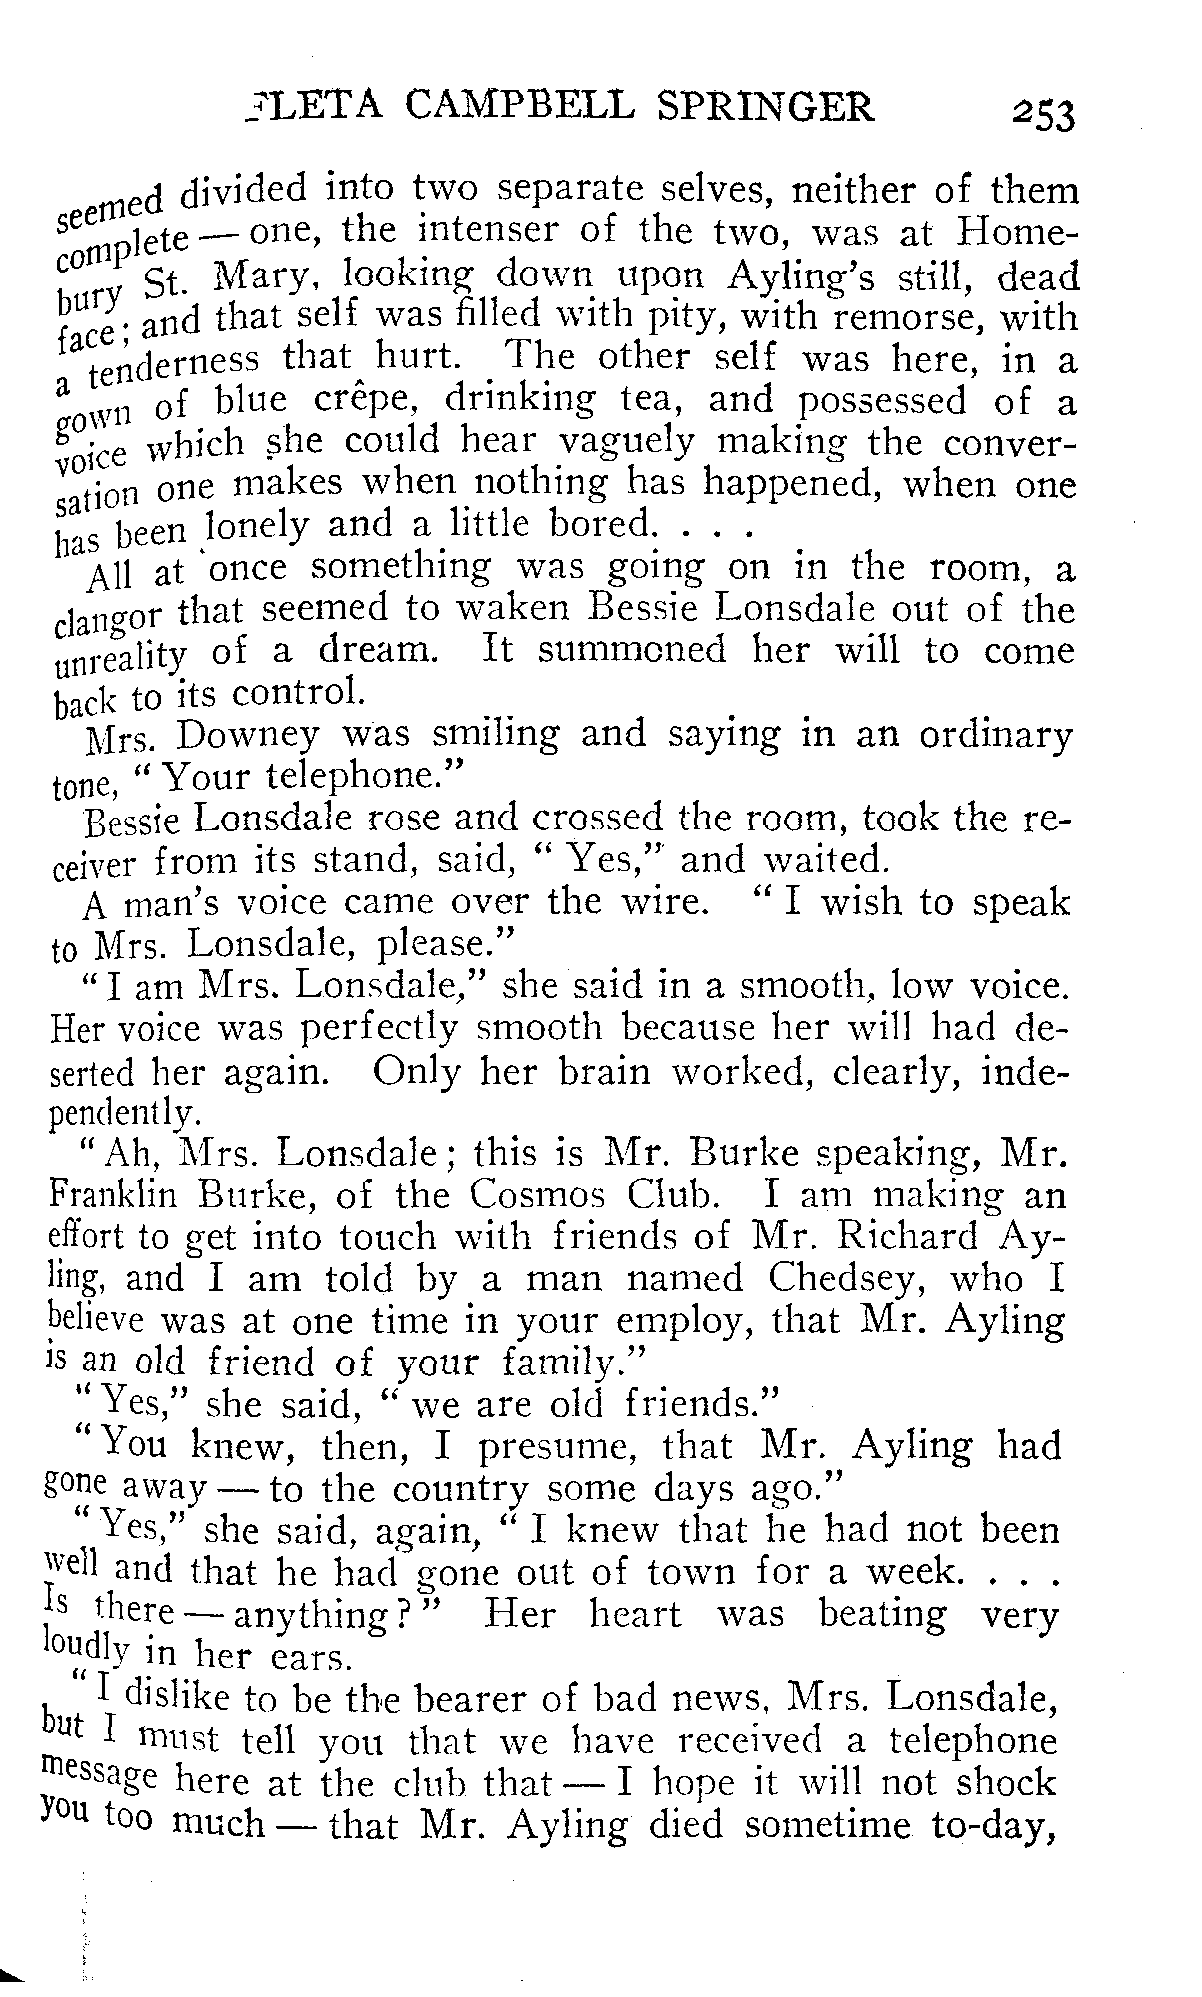 FLETA CAMPBELL SPRINGER 253
seemed divided into two separate selves, neither of them
complete — one, the intenser of the two, was at Home-
bury St. Mary, looking down upon Ayling's still, dead
face; and that self was filled with pity, with remorse, with
a tenderness that hurt. The other self was here, in a
gown of blue crêpe, drinking tea, and possessed of a
voice which she could hear vaguely making the conver-
sation one makes when nothing has happened, when one
has been lonely and a little bored. . . .
All at once something was going on in the room, a
clangor that seemed to waken Bessie Lonsdale out of the
unreality of a dream. It summoned her will to come
back to its control.
Mrs. Downey was smiling and saying in an ordinary
tone, " Your telephone."
Bessie Lonsdale rose and crossed the room, took the re-
ceiver from its stand, said, " Yes," and waited.
A man's voice came over the wire. " I wish to speak
to Mrs. Lonsdale, please."
" I am Mrs. Lonsdale," she said in a smooth, low voice.
Her voice was perfectly smooth because her will had de-
serted her again. Only her brain worked, clearly, inde-
pendently.
" Ah, Mrs. Lonsdale ; this is Mr. Burke speaking, Mr.
Franklin Burke, of the Cosmos Club. I am making an
effort to get into touch with friends of Mr. Richard Ay-
ling, and I am told by a man named Chedsey, who I
believe was at one time in your employ, that Mr. Ayling
is an old friend of your family."
" Yes," she said, " we are old friends."
" You knew, then, I presume, that Mr. Ayling had
gone away — to the country some days ago."
" Yes," she said, again, " I knew that he had not been
well and that he had gone out of town for a week. . . .
Is there — anything ? " Her heart was beating very
loudly in her ears.
" I dislike to be the bearer of bad news, Mrs. Lonsdale,
but I must tell you that we have received a telephone
message here at the club that — I hope it will not shock
you too much — that Mr. Ayling died sometime to-day,